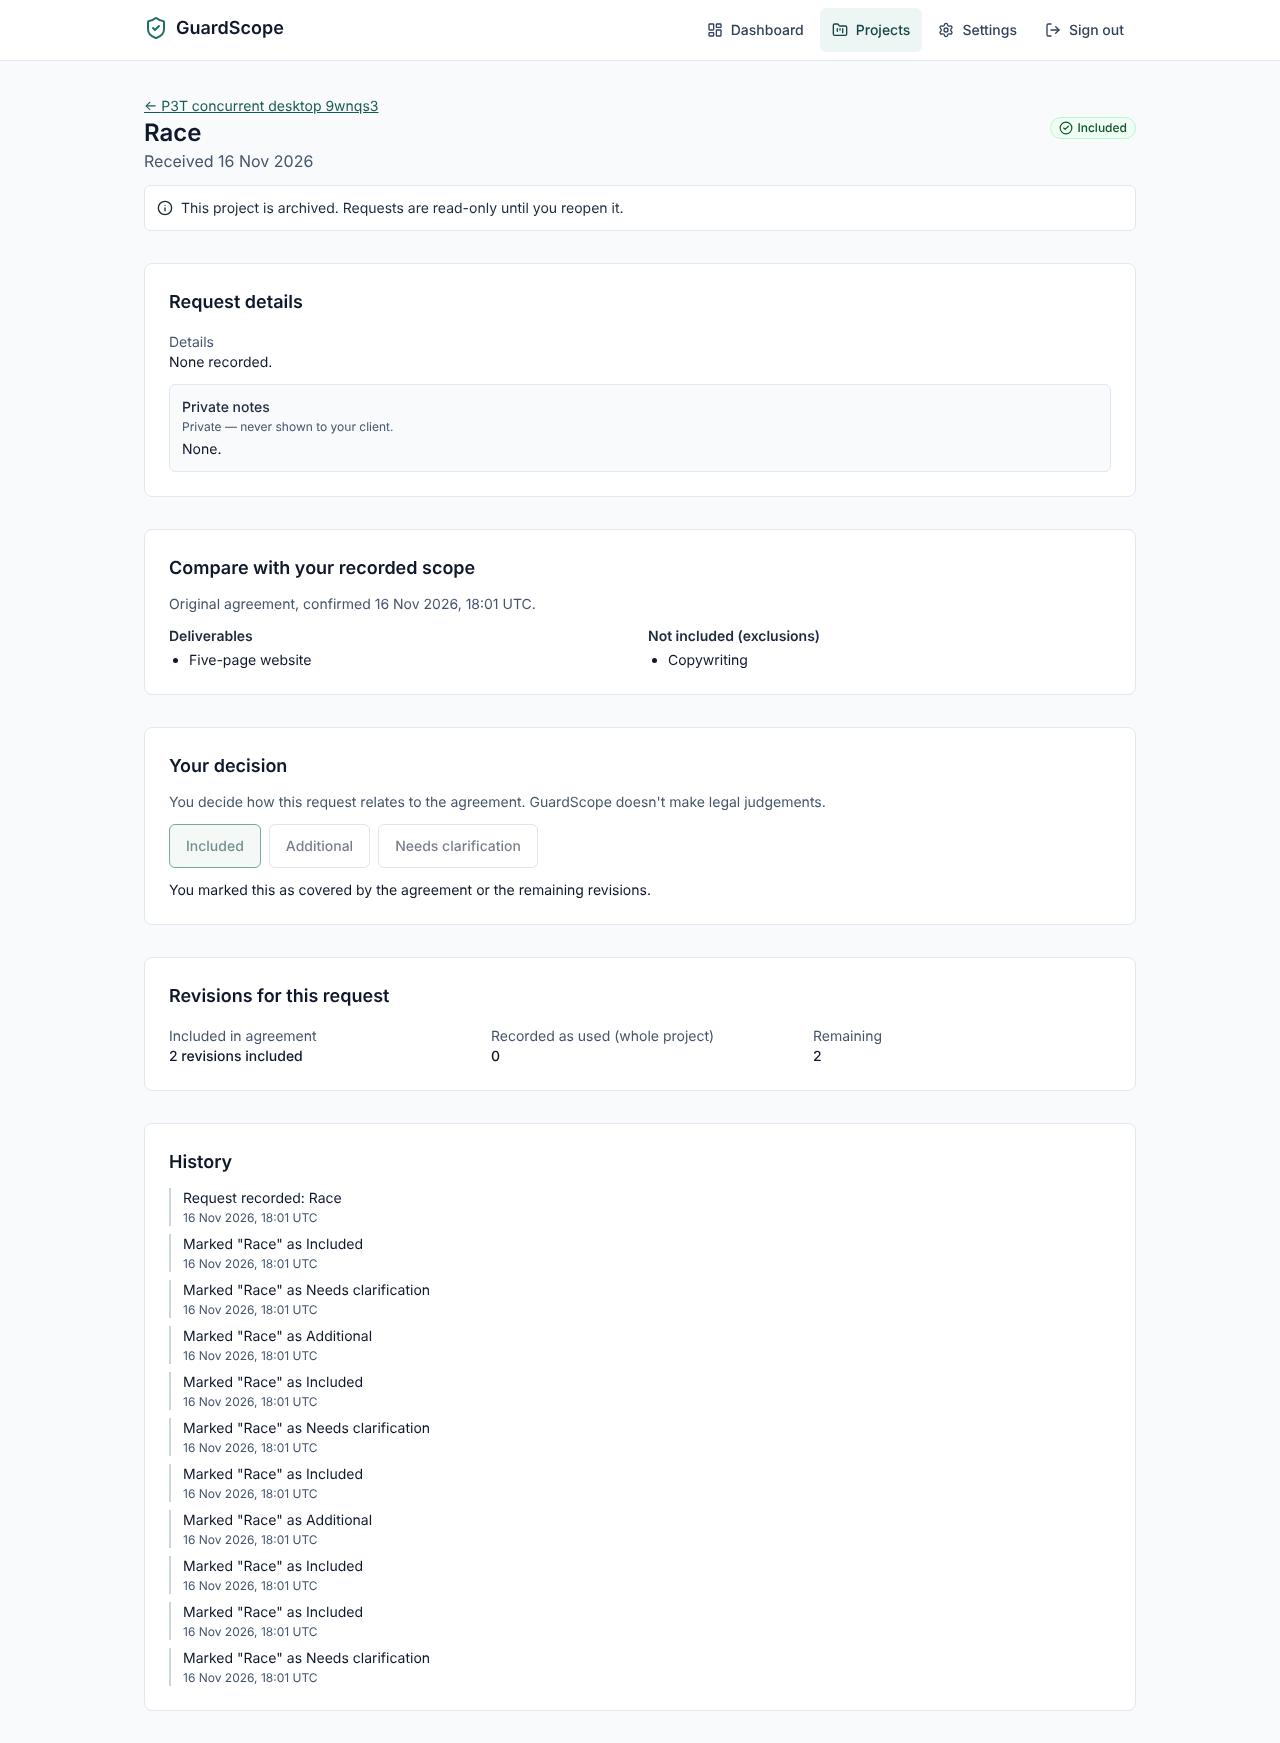 GuardScope
Dashboard
Projects
Settings
Sign out
← P3T concurrent desktop 9wnqs3
Race
Included
Received 16 Nov 2026
This project is archived. Requests are read-only until you reopen it.
Request details
Details
None recorded.
Private notes
Private — never shown to your client.
None.
Compare with your recorded scope
Original agreement, confirmed 16 Nov 2026, 18:01 UTC.
Deliverables
• Five-page website
Not included (exclusions)
• Copywriting
Your decision
You decide how this request relates to the agreement. GuardScope doesn't make legal judgements.
Included
Additional
Needs clarification
You marked this as covered by the agreement or the remaining revisions.
Revisions for this request
Included in agreement
2 revisions included
Recorded as used (whole project)
0
Remaining
2
History
Request recorded: Race
16 Nov 2026, 18:01 UTC
Marked "Race" as Included
16 Nov 2026, 18:01 UTC
Marked "Race" as Needs clarification
16 Nov 2026, 18:01 UTC
Marked "Race" as Additional
16 Nov 2026, 18:01 UTC
Marked "Race" as Included
16 Nov 2026, 18:01 UTC
Marked "Race" as Needs clarification
16 Nov 2026, 18:01 UTC
Marked "Race" as Included
16 Nov 2026, 18:01 UTC
Marked "Race" as Additional
16 Nov 2026, 18:01 UTC
Marked "Race" as Included
16 Nov 2026, 18:01 UTC
Marked "Race" as Included
16 Nov 2026, 18:01 UTC
Marked "Race" as Needs clarification
16 Nov 2026, 18:01 UTC